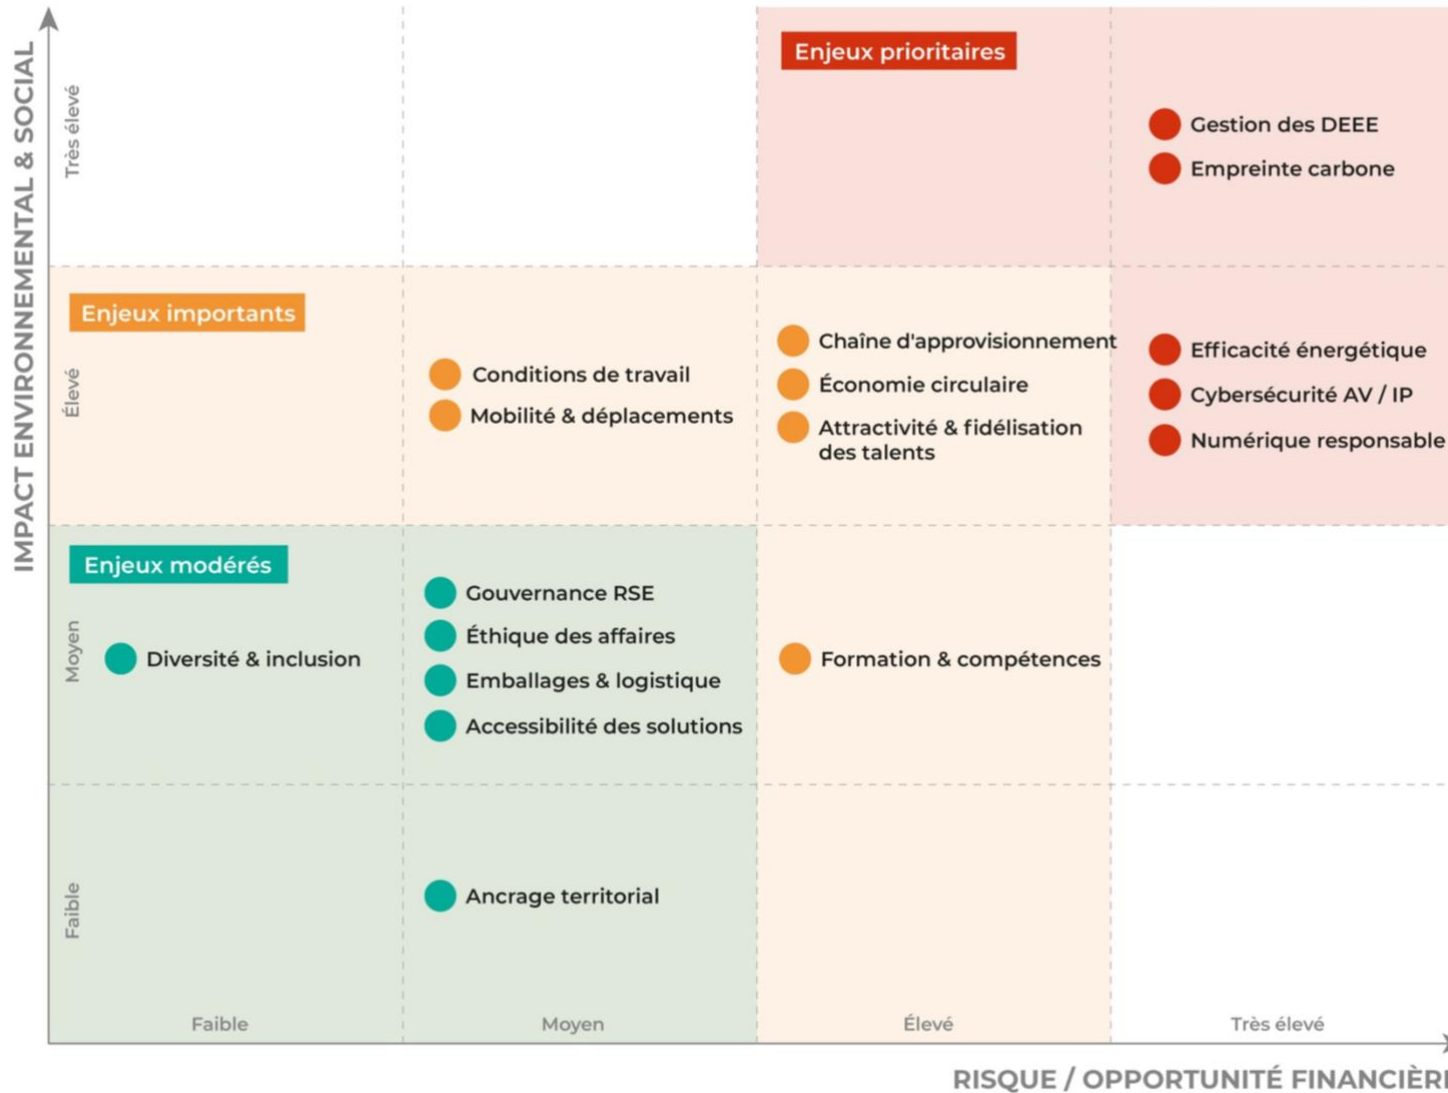 IMPACT ENVIRONNEMENTAL & SOCIAL
Très élevé
Enjeux prioritaires
Gestion des DEEE
Empreinte carbone
Élevé
Enjeux importants
Conditions de travail
Mobilité & déplacements
Chaîne d'approvisionnement
Économie circulaire
Attractivité & fidélisation
des talents
Efficacité énergétique
Cybersécurité AV / IP
Numérique responsable
Moyen
Enjeux modérés
Diversité & inclusion
Gouvernance RSE
Éthique des affaires
Emballages & logistique
Accessibilité des solutions
Formation & compétences
Faible
Ancrage territorial
Faible
Moyen
Élevé
Très élevé
RISQUE / OPPORTUNITÉ FINANCIÈR